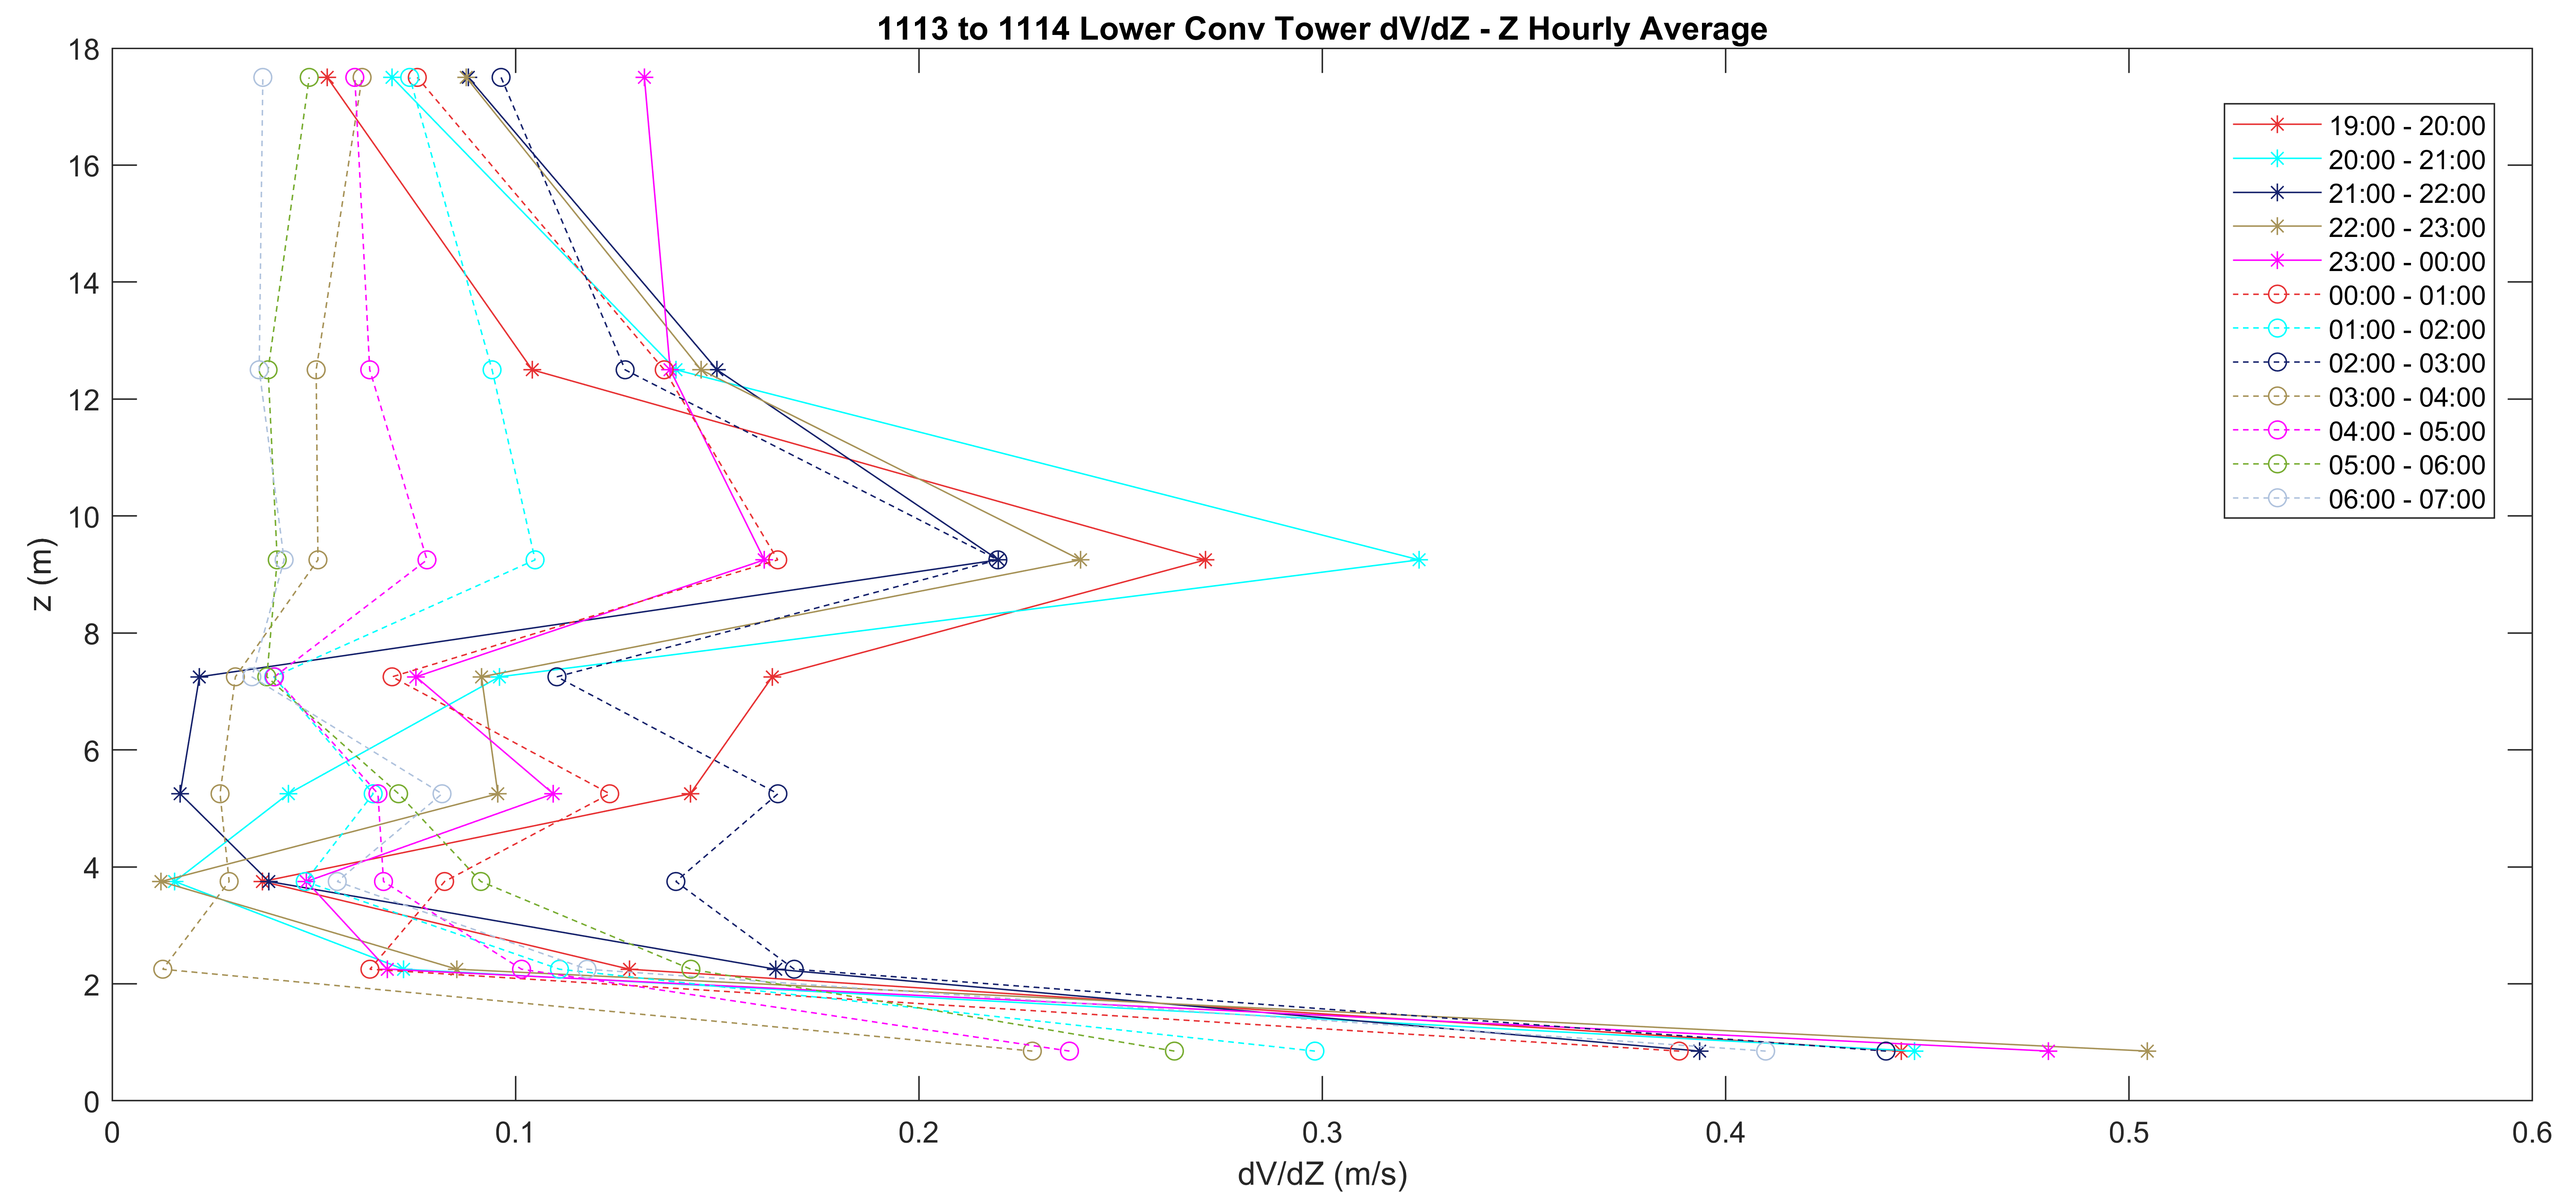 1113 to 1114 Lower Conv Tower dV/dZ - Z Hourly Average
18
16
14
12
10
8
6
4
2
0
z (m)
19:00 - 20:00
20:00 - 21:00
21:00 - 22:00
22:00 - 23:00
23:00 - 00:00
00:00 - 01:00
01:00 - 02:00
02:00 - 03:00
03:00 - 04:00
04:00 - 05:00
05:00 - 06:00
06:00 - 07:00
0 0.1 0.2 0.3 0.4 0.5 0.6
dV/dZ (m/s)